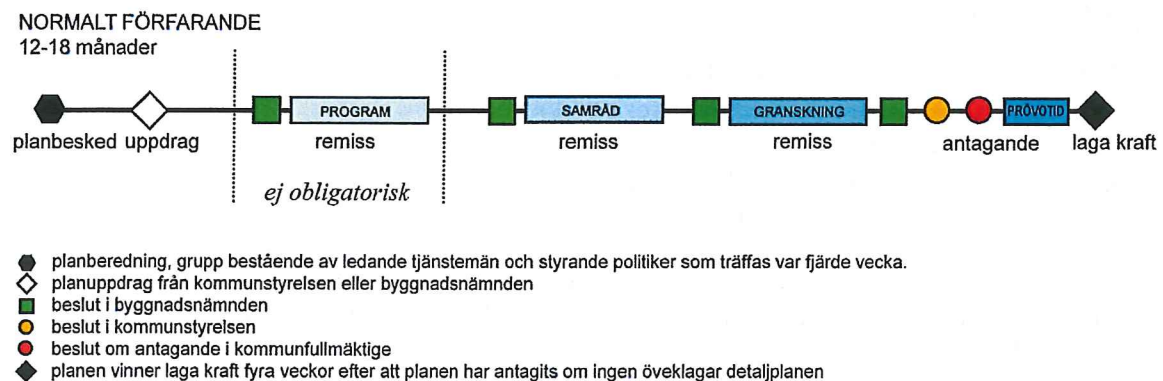 NORMALT FÖRFARANDE
12-18 månader
PROGRAM
SAMRÅD
GRANSKNING
PRÖVOTID
planbesked uppdrag
remiss
remiss
remiss
antagande
laga kraft
ej obligatorisk
planberedning, grupp bestående av ledande tjänstemän och styrande politiker som träffas var fjärde vecka.
planuppdrag från kommunstyrelsen eller byggnadsnämnden
beslut i byggnadsnämnden
beslut i kommunstyrelsen
beslut om antagande i kommunfullmäktige
planen vinner laga kraft fyra veckor efter att planen har antagits om ingen öveklagar detaljplanen